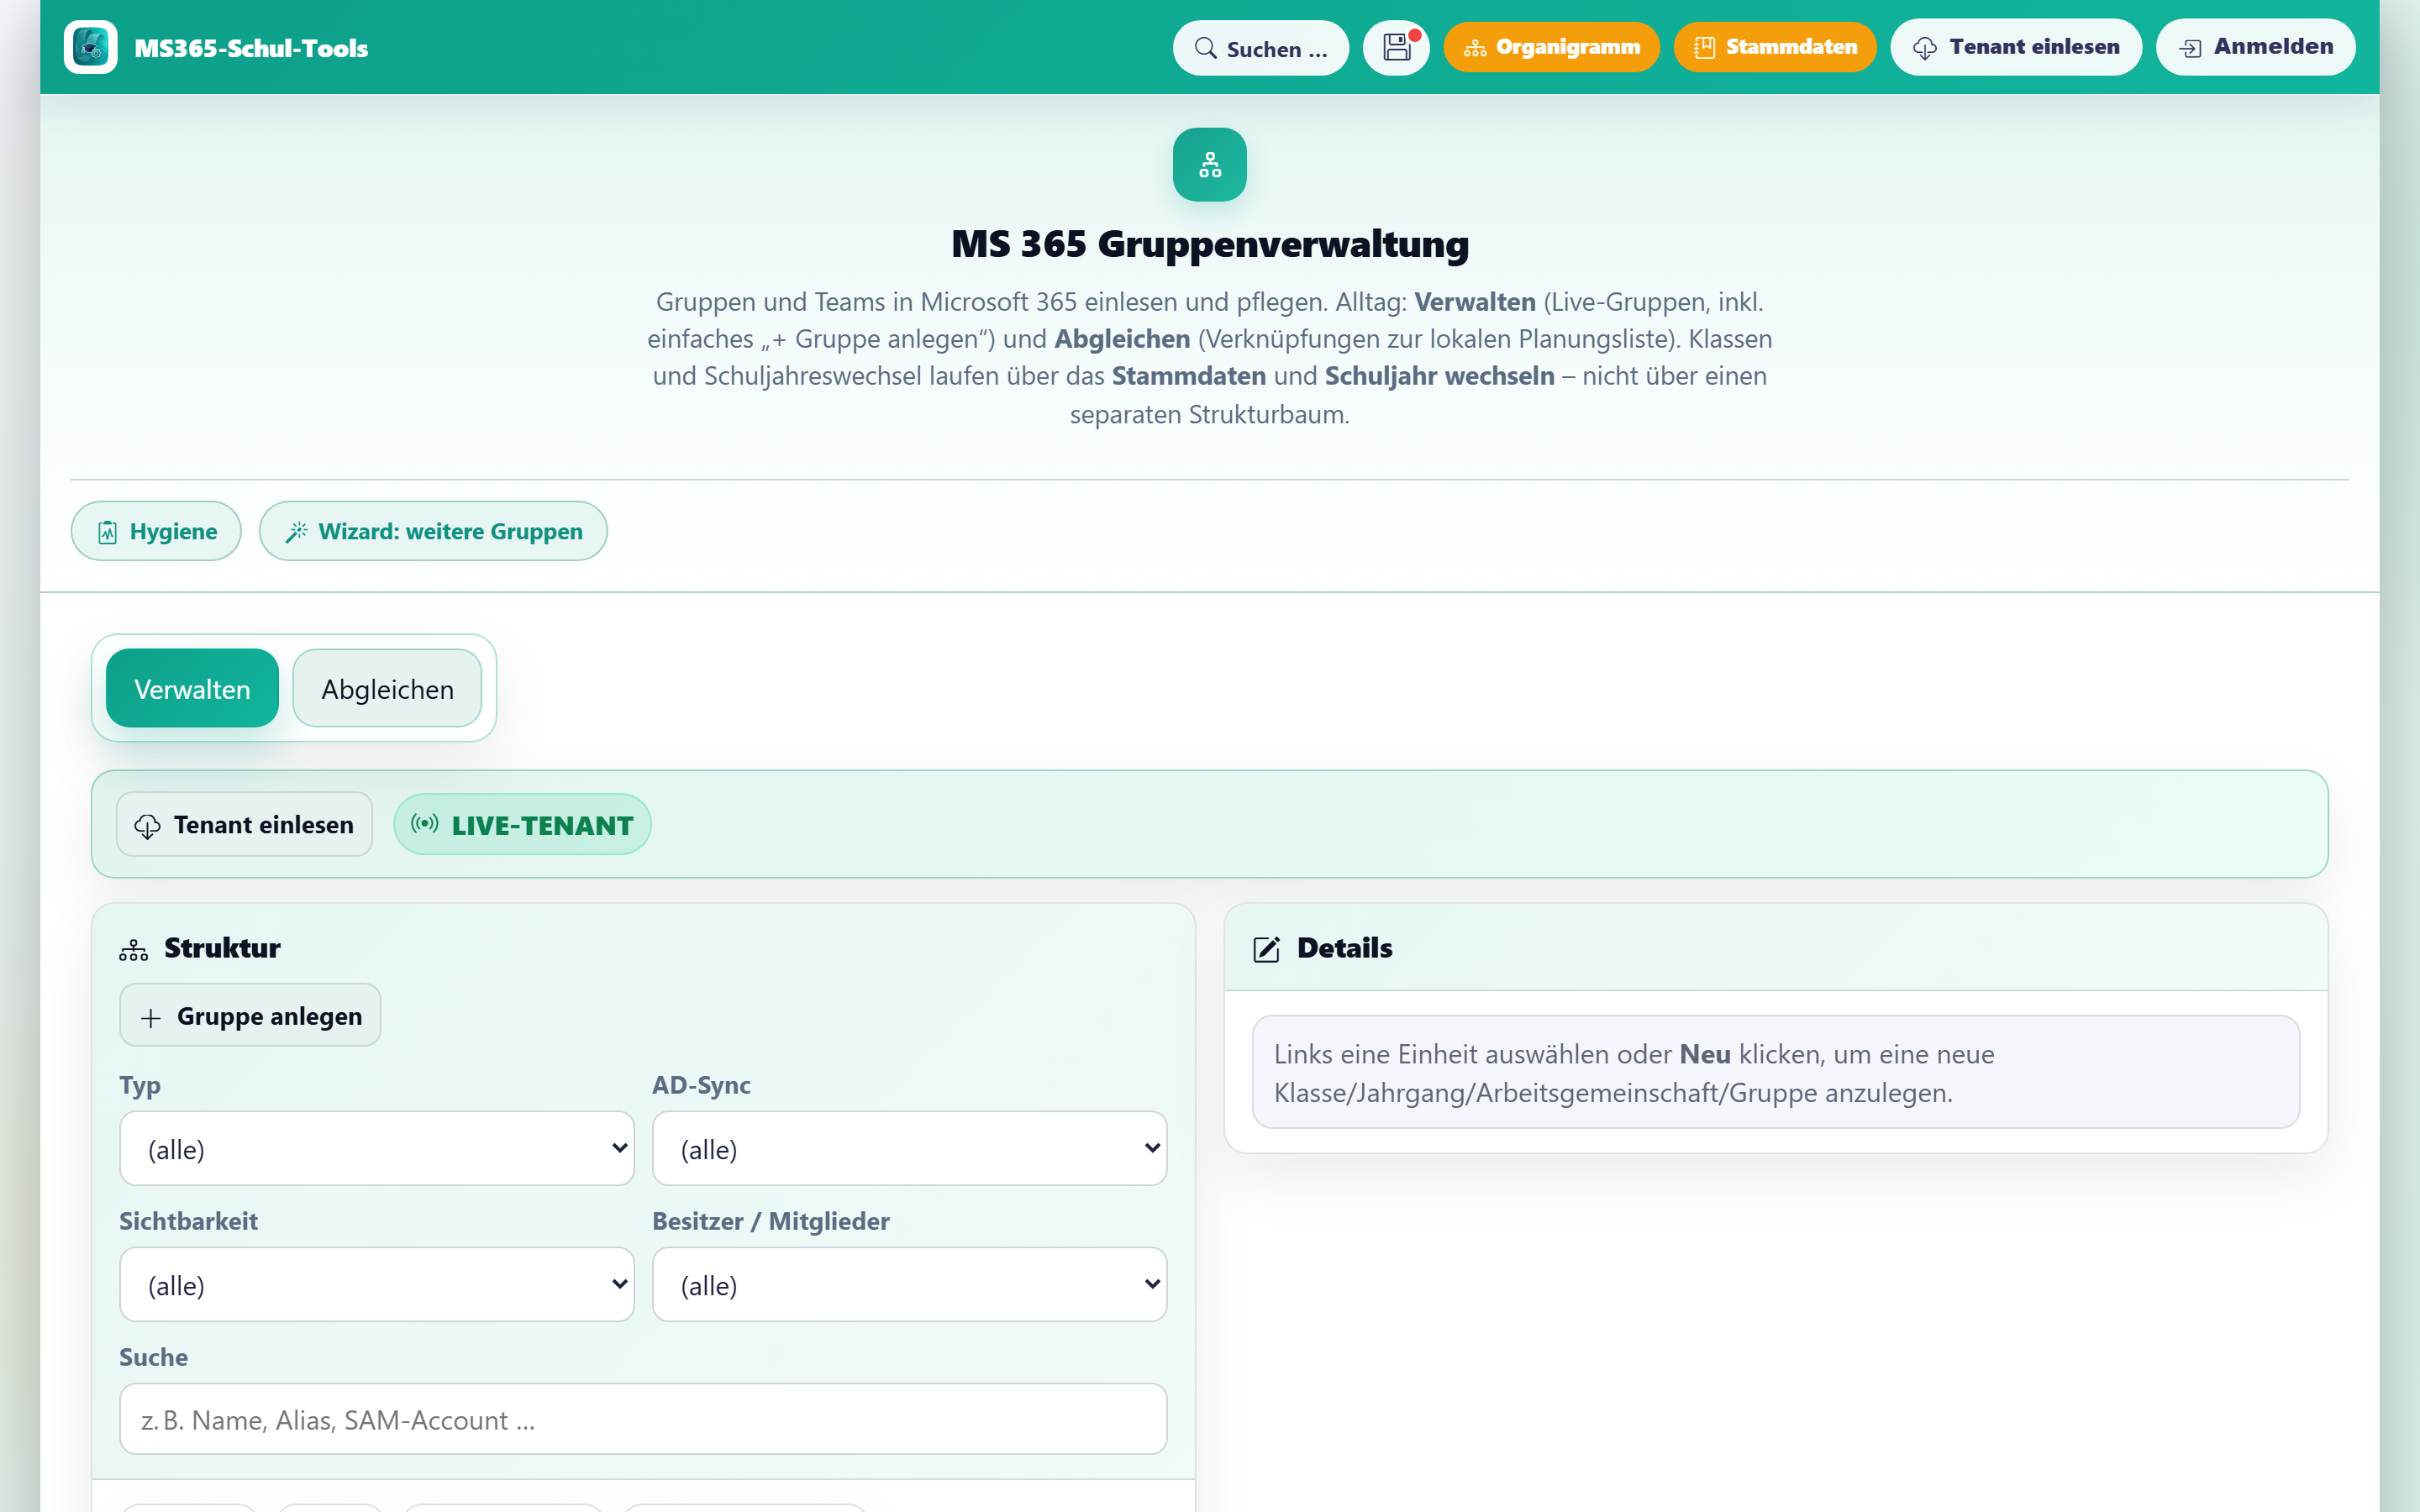 MS365-Schul-Tools
Suchen ...
Organigramm
Stammdaten
Tenant einlesen
Anmelden
MS 365 Gruppenverwaltung
Gruppen und Teams in Microsoft 365 einlesen und pflegen. Alltag: Verwalten (Live-Gruppen, inkl.
einfaches „+ Gruppe anlegen“) und Abgleichen (Verknüpfungen zur lokalen Planungsliste). Klassen
und Schuljahreswechsel laufen über das Stammdaten und Schuljahr wechseln – nicht über einen
separaten Strukturbaum.
Hygiene
Wizard: weitere Gruppen
Verwalten
Abgleichen
Tenant einlesen
LIVE-TENANT
Struktur
Gruppe anlegen
Typ
AD-Sync
(alle)
(alle)
Sichtbarkeit
Besitzer / Mitglieder
(alle)
(alle)
Suche
z. B. Name, Alias, SAM-Account ...
Details
Links eine Einheit auswählen oder Neu klicken, um eine neue
Klasse/Jahrgang/Arbeitsgemeinschaft/Gruppe anzulegen.